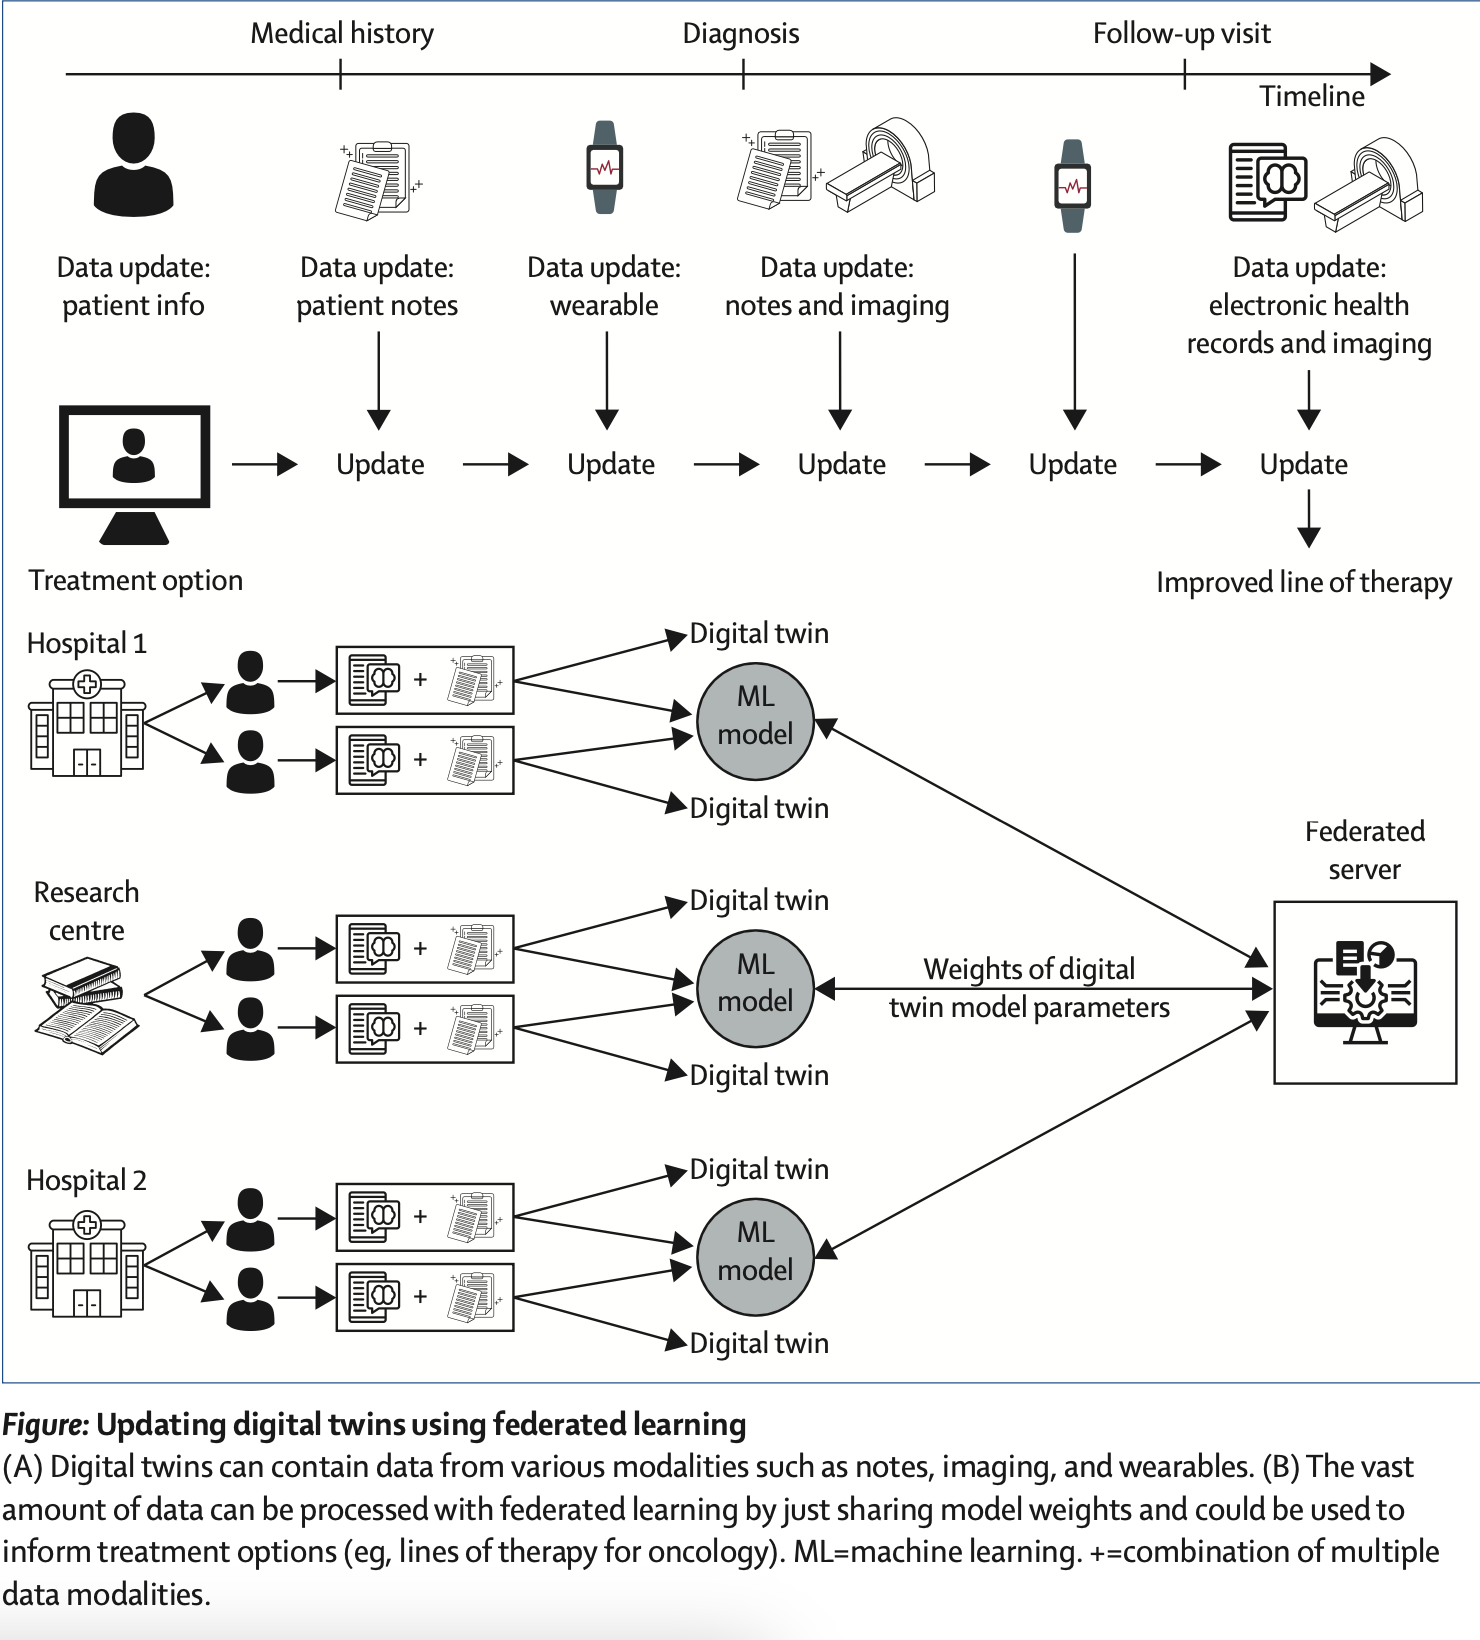 Medical history
Diagnosis
Follow-up visit
Timeline
Data update:
patient info
Data update:
patient notes
Data update:
wearable
Data update:
notes and imaging
Data update:
electronic health
records and imaging
Update
Update
Update
Update
Update
Treatment option
Improved line of therapy
Hospital 1
Digital twin
ML
model
Digital twin
Research
centre
Digital twin
ML
model
Digital twin
Weights of digital
twin model parameters
Federated
server
Hospital 2
Digital twin
ML
model
Digital twin
Figure: Updating digital twins using federated learning
(A) Digital twins can contain data from various modalities such as notes, imaging, and wearables. (B) The vast
amount of data can be processed with federated learning by just sharing model weights and could be used to
inform treatment options (eg, lines of therapy for oncology). ML=machine learning. +=combination of multiple
data modalities.